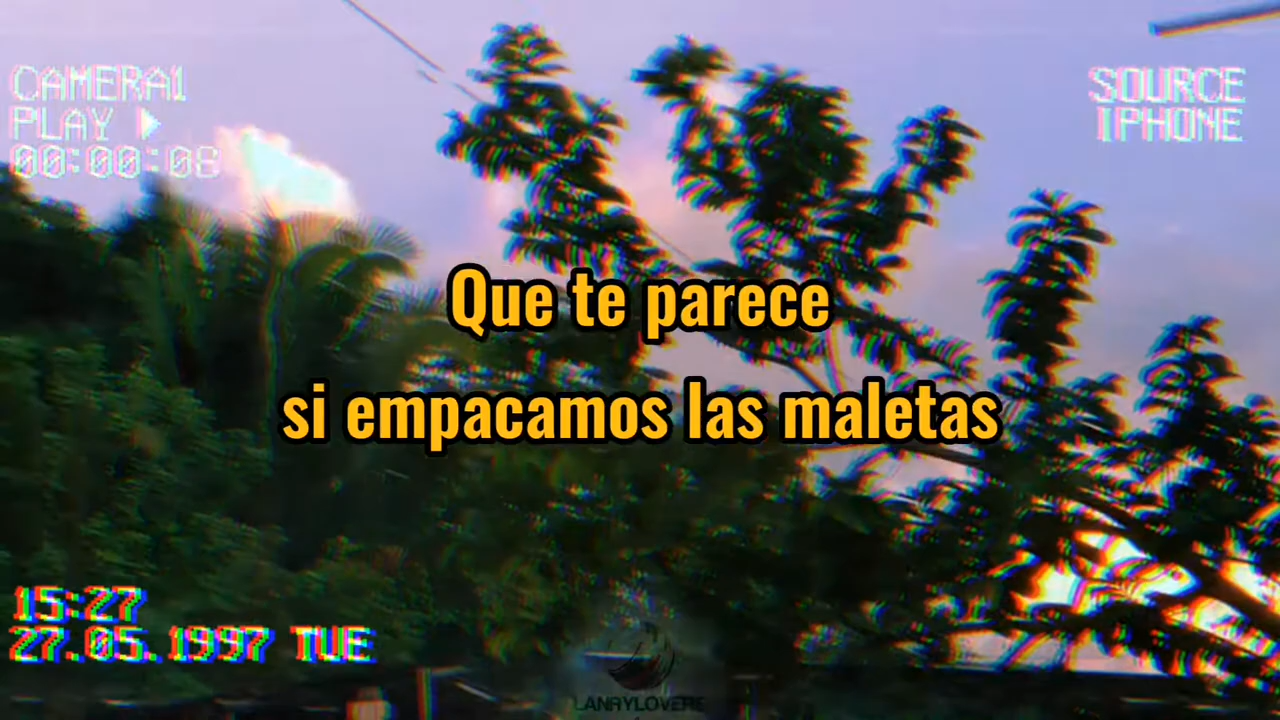 CAMERA1
PLAY
00:00:08
SOURCE
IPHONE
Que te parece
si empacamos las maletas
15:27
27.05.1997 TUE